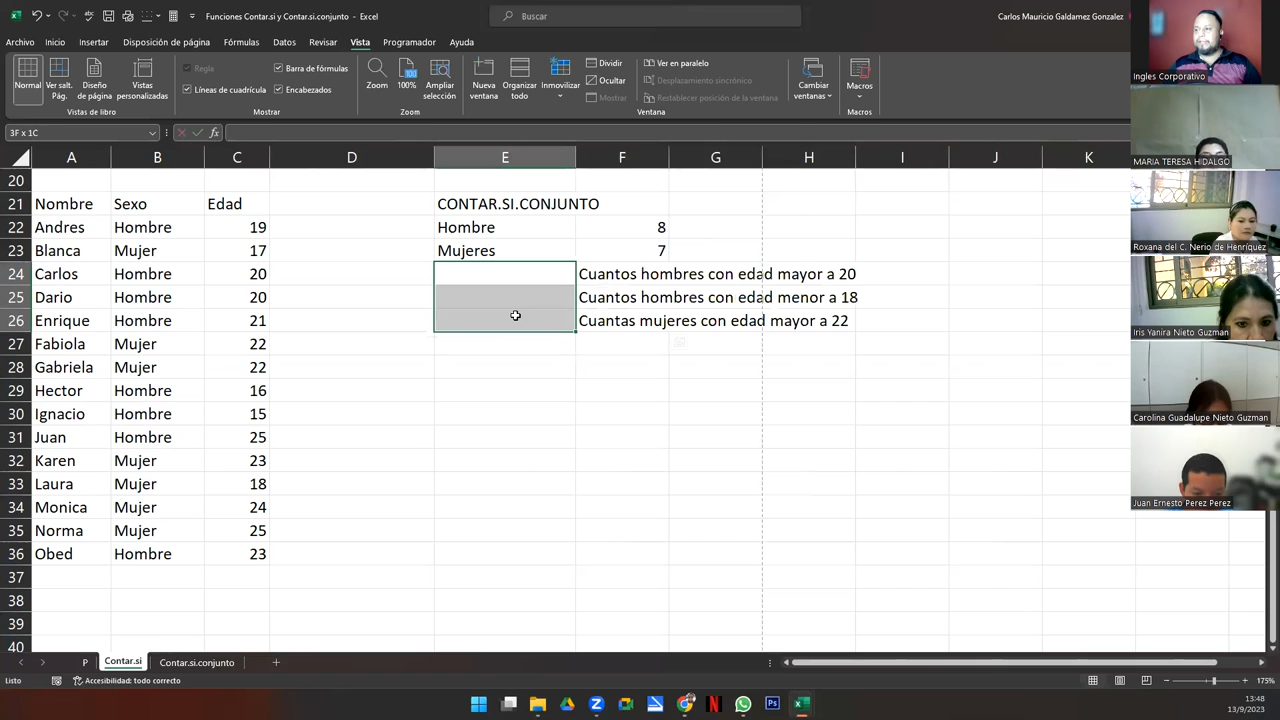 Funciones Contar.si y Contar.si.conjunto - Excel
Buscar
Carlos Mauricio Galdamez Gonzalez
Archivo Inicio Insertar Disposición de página Fórmulas Datos Revisar Vista Programador Ayuda
Normal
Ver salt. Pág.
Diseño de página
Vistas personalizadas
Vistas de libro
Regla
Barra de fórmulas
Líneas de cuadrícula
Encabezados
Mostrar
Zoom
100
100%
Ampliar selección
Zoom
Nueva ventana
Organizar todo
Inmovilizar
Dividir
Ocultar
Mostrar
Ver en paralelo
Desplazamiento sincrónico
Restablecer posición de la ventana
Ventana
Cambiar ventanas
Macros
Macros
3F x 1C
fx
A B C D E F G H I J K
20
21 Nombre Sexo Edad CONTAR.SI.CONJUNTO
22 Andres Hombre 19 Hombre 8
23 Blanca Mujer 17 Mujeres 7
24 Carlos Hombre 20 Cuantos hombres con edad mayor a 20
25 Dario Hombre 20 Cuantos hombres con edad menor a 18
26 Enrique Hombre 21 Cuantas mujeres con edad mayor a 22
27 Fabiola Mujer 22
28 Gabriela Mujer 22
29 Hector Hombre 16
30 Ignacio Hombre 15
31 Juan Hombre 25
32 Karen Mujer 23
33 Laura Mujer 18
34 Monica Mujer 24
35 Norma Mujer 25
36 Obed Hombre 23
37
38
39
40
P Contar.si Contar.si.conjunto
Listo
Accesibilidad: todo correcto
175%
13:48
13/9/2023
Ingles Corporativo
MARIA TERESA HIDALGO
Roxana del C. Nerio de Henríquez
Iris Yanira Nieto Guzman
Carolina Guadalupe Nieto Guzman
Juan Ernesto Perez Perez